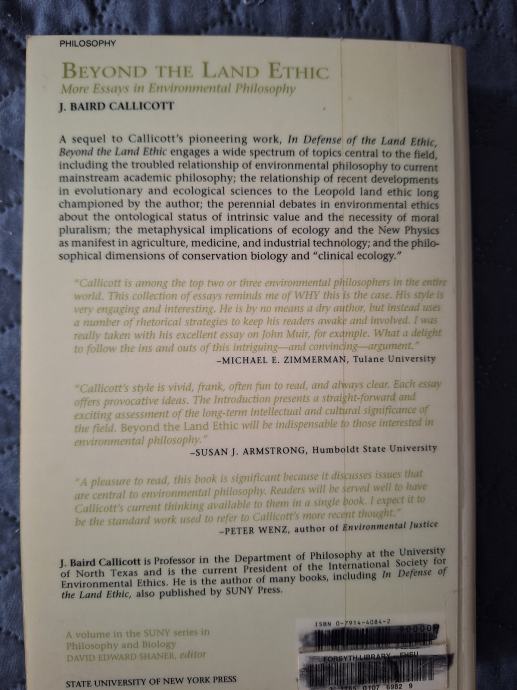 PHILOSOPHY
BEYOND THE LAND ETHIC
More Essays in Environmental Philosophy
J. BAIRD CALLICOTT
A sequel to Callicott's pioneering work, In Defense of the Land Ethic,
Beyond the Land Ethic engages a wide spectrum of topics central to the field,
including the troubled relationship of environmental philosophy to current
mainstream academic philosophy; the relationship of recent developments
in evolutionary and ecological sciences to the Leopold land ethic long
championed by the author; the perennial debates in environmental ethics
about the ontological status of intrinsic value and the necessity of moral
pluralism; the metaphysical implications of ecology and the New Physics
as manifest in agriculture, medicine, and industrial technology; and the philo-
sophical dimensions of conservation biology and "clinical ecology."
"Callicott is among the top two or three environmental philosophers in the entire
world. This collection of essays reminds me of WHY this is the case. His style is
very engaging and interesting. He is by no means a dry author, but instead uses
a number of rhetorical strategies to keep his readers awake and involved. I was
really taken with his excellent essay on John Muir, for example. What a delight
to follow the ins and outs of this intriguing—and convincing—argument."
–MICHAEL E. ZIMMERMAN, Tulane University
"Callicott's style is vivid, frank, often fun to read, and always clear. Each essay
offers provocative ideas. The Introduction presents a straight-forward and
exciting assessment of the long-term intellectual and cultural significance of
the field. Beyond the Land Ethic will be indispensable to those interested in
environmental philosophy."
–SUSAN J. ARMSTRONG, Humboldt State University
"A pleasure to read, this book is significant because it discusses issues that
are central to environmental philosophy. Readers will be served well to have
Callicott's current thinking available to them in a single book. I expect it to
be the standard work used to refer to Callicott's more recent thought."
–PETER WENZ, author of Environmental Justice
J. Baird Callicott is Professor in the Department of Philosophy at the University
of North Texas and is the current President of the International Society for
Environmental Ethics. He is the author of many books, including In Defense of
the Land Ethic, also published by SUNY Press.
A volume in the SUNY series in
Philosophy and Biology
DAVID EDWARD SHANER, editor
STATE UNIVERSITY OF NEW YORK PRESS
ISBN 0-7914-4084-2
FORSYTH LIBRARY - FHSU